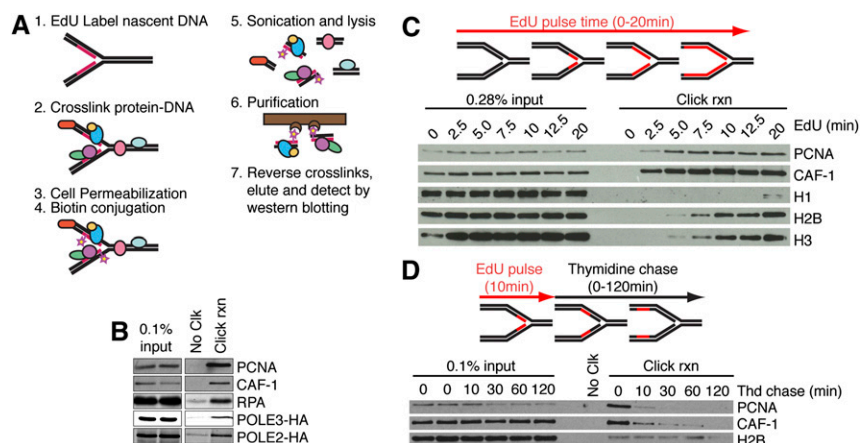 A
1. EdU Label nascent DNA
2. Crosslink protein-DNA
3. Cell Permeabilization
4. Biotin conjugation
5. Sonication and lysis
6. Purification
7. Reverse crosslinks,
elute and detect by
western blotting
B
0.1%
input
No Clk
Click rxn
PCNA
CAF-1
RPA
POLE3-HA
POLE2-HA
C
EdU pulse time (0-20min)
0.28% input
Click rxn
0 2.5 5.0 7.5 10 12.5 20 0 2.5 5.0 7.5 10 12.5 20 EdU (min)
PCNA
CAF-1
H1
H2B
H3
D
EdU pulse
(10min)
Thymidine chase
(0-120min)
0.1% input
No Clk
Click rxn
0 0 10 30 60 120 0 10 30 60 120 Thd chase (min)
PCNA
CAF-1
H2B